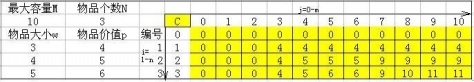 最大容量M 物品个数N j=0-m
10 3 C 0 1 2 3 4 5 6 7 8 9 10
物品大小w 物品价值p 编号 0 0 0 0 0 0 0 0 0 0 0 0
3 4 i= 1 1 0 0 0 4 4 4 4 4 4 4 4
4 5 1-n 2 2 0 0 0 4 5 5 5 9 9 9 9
5 6 3 3 0 0 0 4 5 6 6 9 10 11 11